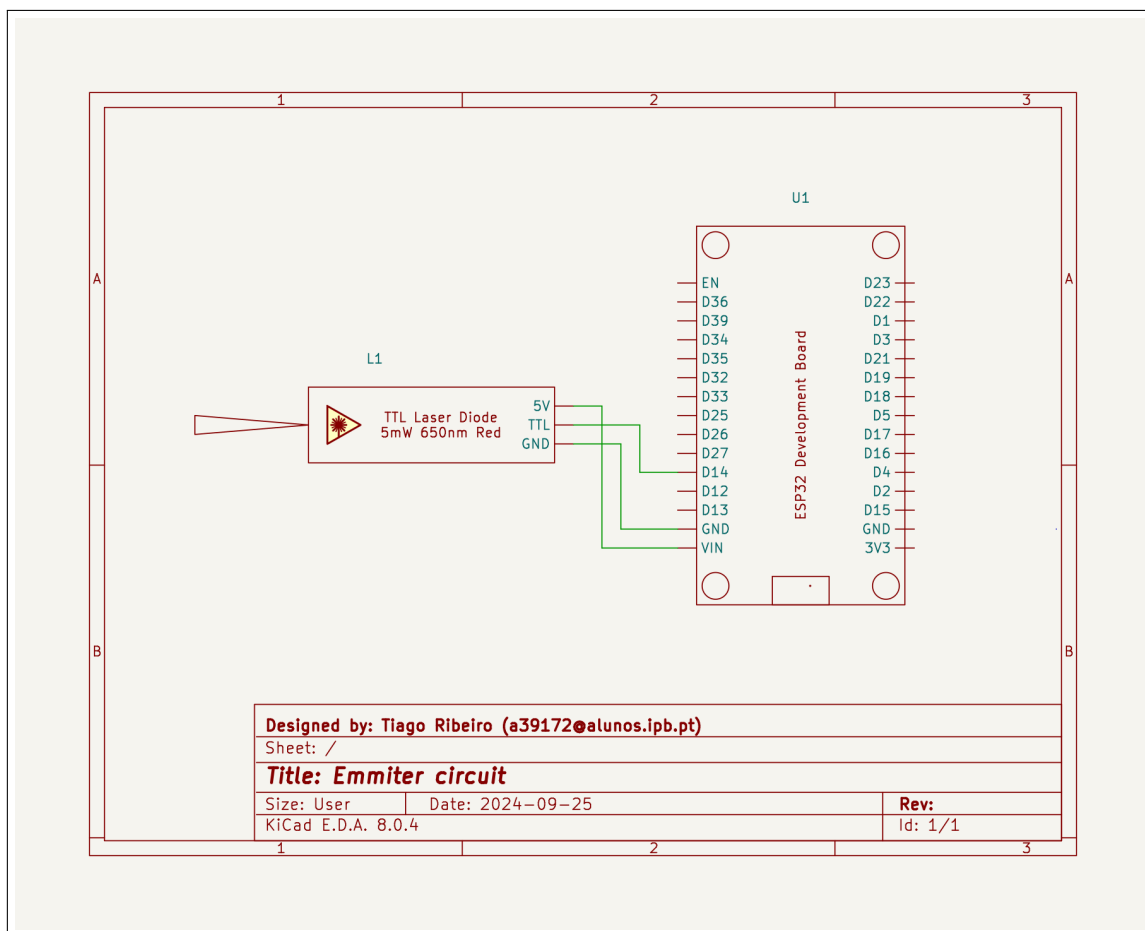 1 2 3
U1
A A
EN D23
D36 D22
D39 D1
D34 D3
D35 D21
D32 D19
D33 D18
D25 D5
D26 D17
D27 D16
D14 D4
D12 D2
D13 D15
GND GND
VIN 3V3
ESP32 Development Board
L1
TTL Laser Diode
5mW 650nm Red
5V
TTL
GND
B B
Designed by: Tiago Ribeiro (a39172@alunos.ipb.pt)
Sheet: /
Title: Emmiter circuit
Size: User Date: 2024-09-25 Rev:
KiCad E.D.A. 8.0.4 Id: 1/1
1 2 3